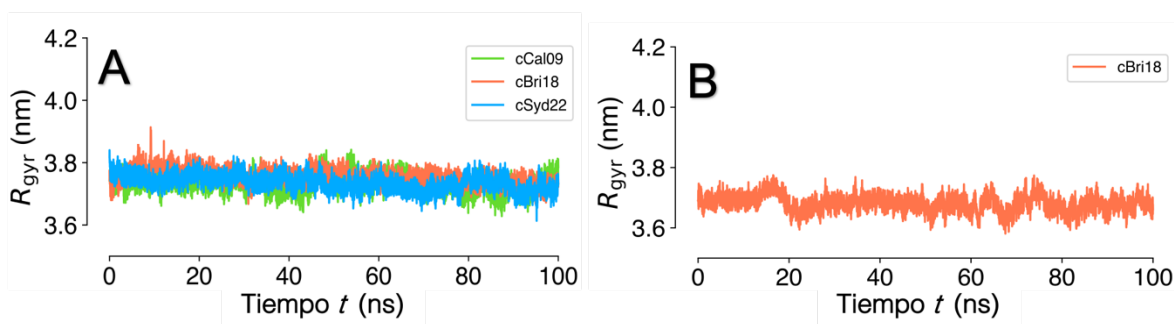 A
R_gyr (nm)
4.2
4.0
3.8
3.6
cCal09
cBri18
cSyd22
0 20 40 60 80 100
Tiempo t (ns)
B
R_gyr (nm)
4.2
4.0
3.8
3.6
cBri18
0 20 40 60 80 100
Tiempo t (ns)